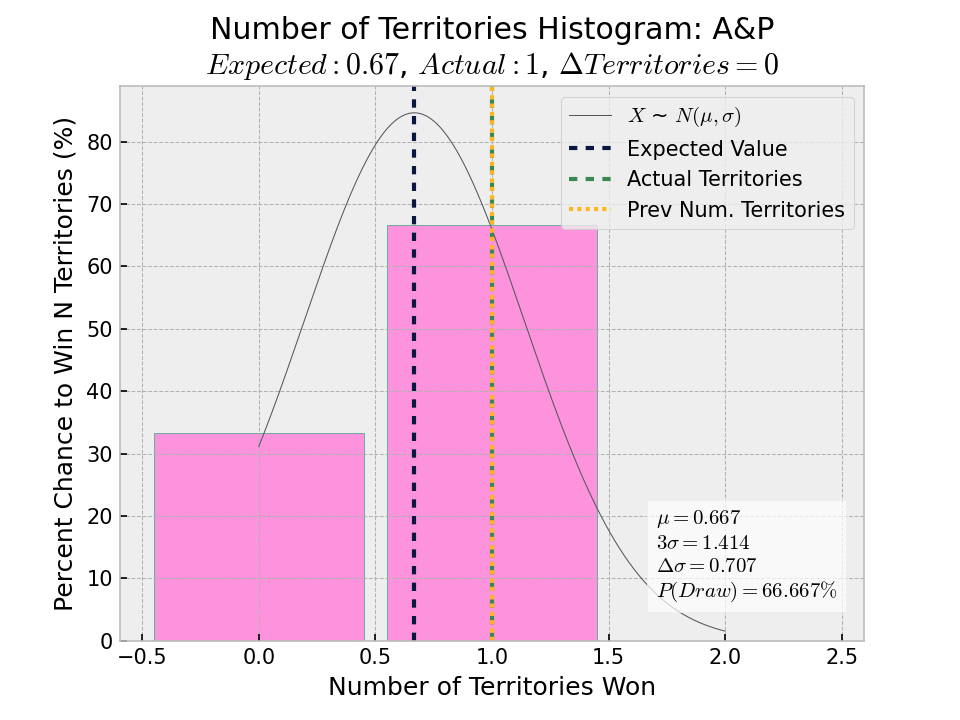 Number of Territories Histogram: A&P
Expected : 0.67, Actual : 1, ΔTerritories = 0
X ~ N(μ, σ)
Expected Value
Actual Territories
Prev Num. Territories
Percent Chance to Win N Territories (%)
80
70
60
50
40
30
20
10
0
μ = 0.667
3σ = 1.414
Δσ = 0.707
P(Draw) = 66.667%
−0.5 0.0 0.5 1.0 1.5 2.0 2.5
Number of Territories Won